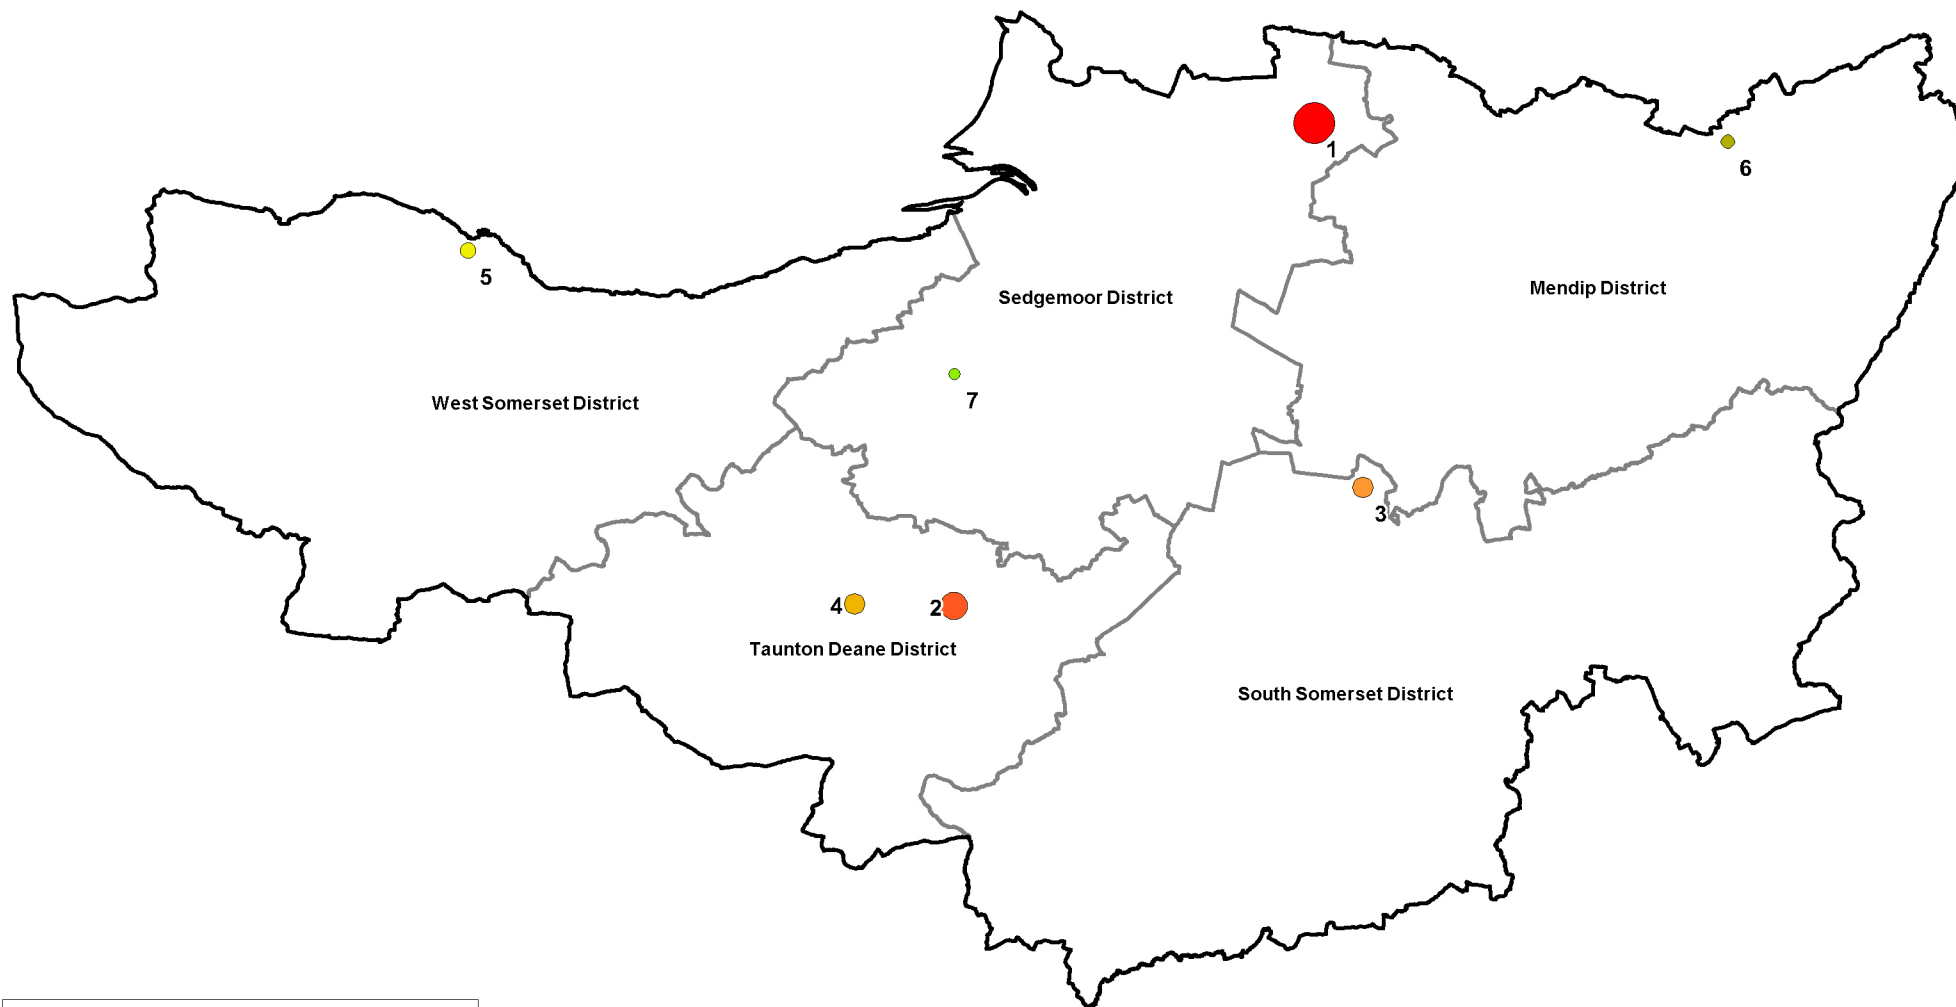 1
6
5
Mendip District
Sedgemoor District
7
West Somerset District
3
4
2
Taunton Deane District
South Somerset District